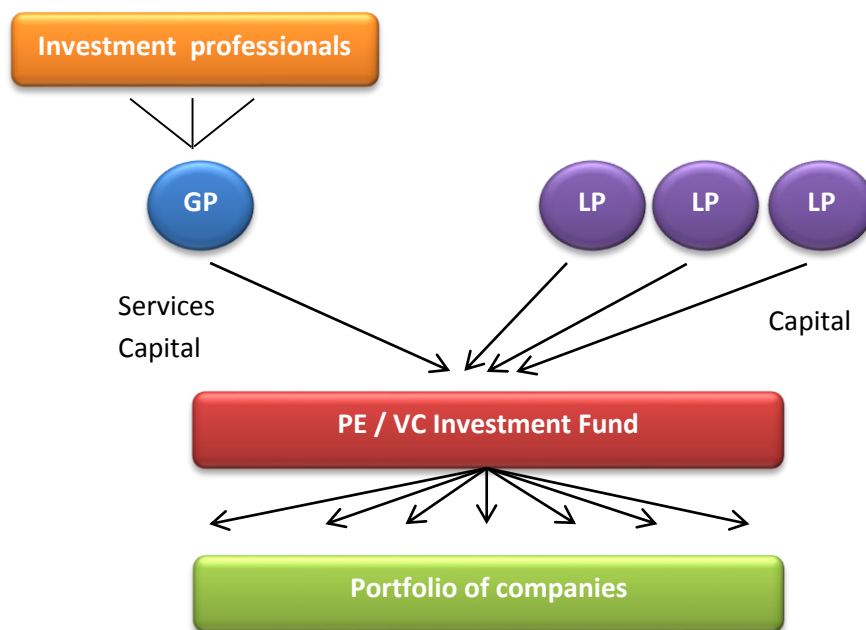 Investment professionals
GP
LP
LP
LP
Services
Capital
Capital
PE / VC Investment Fund
Portfolio of companies